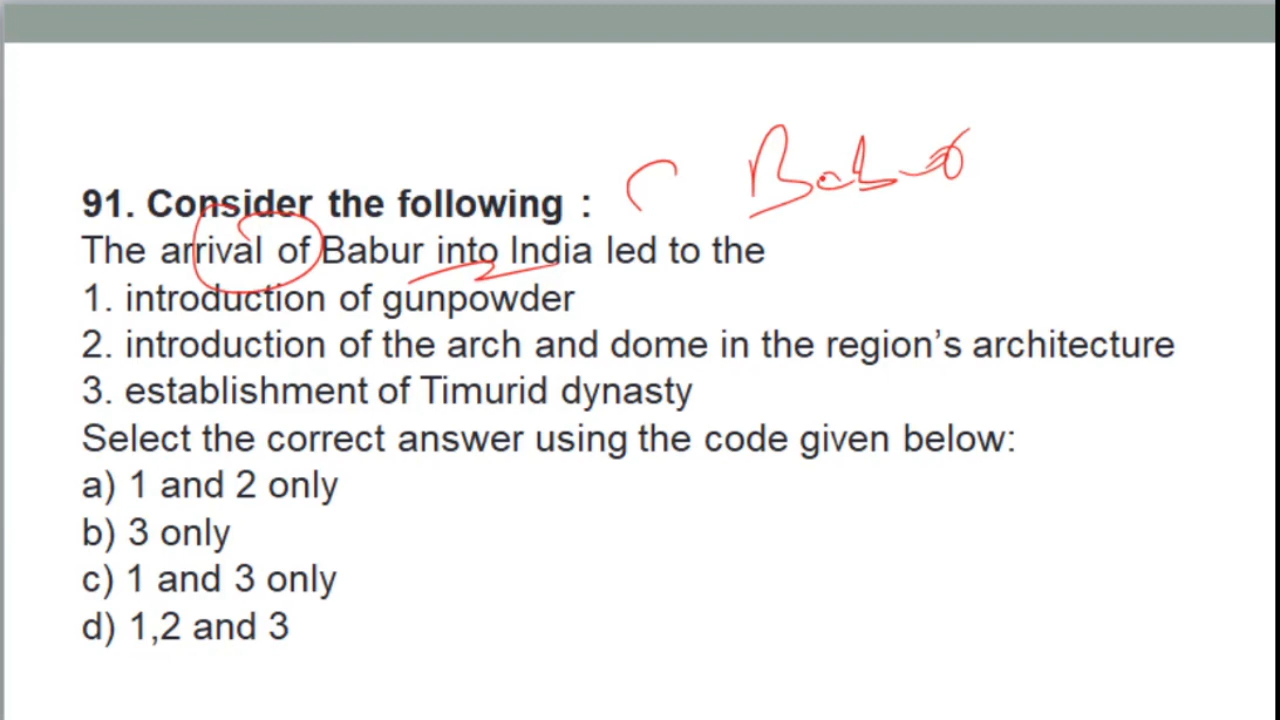 Babur
91. Consider the following :
The arrival of Babur into India led to the
1. introduction of gunpowder
2. introduction of the arch and dome in the region’s architecture
3. establishment of Timurid dynasty
Select the correct answer using the code given below:
a) 1 and 2 only
b) 3 only
c) 1 and 3 only
d) 1,2 and 3